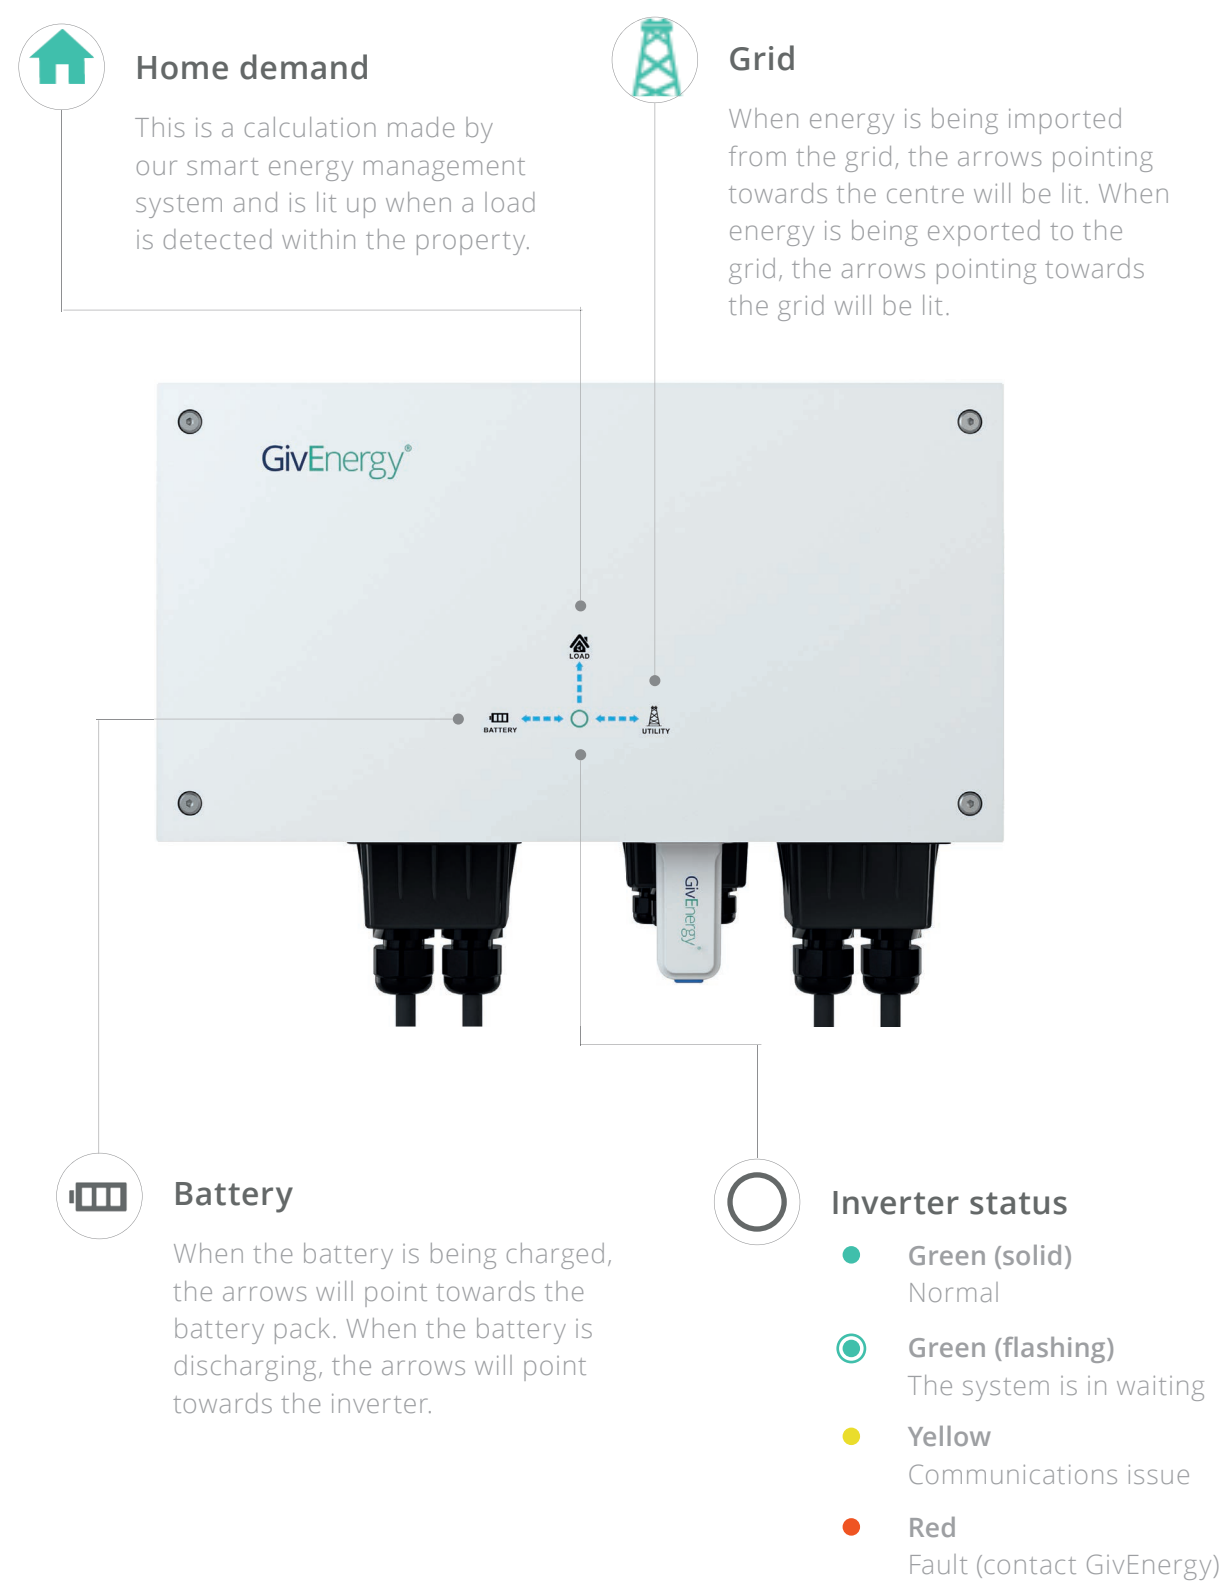 Home demand
This is a calculation made by
our smart energy management
system and is lit up when a load
is detected within the property.
Grid
When energy is being imported
from the grid, the arrows pointing
towards the centre will be lit. When
energy is being exported to the
grid, the arrows pointing towards
the grid will be lit.
GivEnergy®
LOAD
BATTERY
UTILITY
GivEnergy®
Battery
When the battery is being charged,
the arrows will point towards the
battery pack. When the battery is
discharging, the arrows will point
towards the inverter.
Inverter status
Green (solid)
Normal
Green (flashing)
The system is in waiting
Yellow
Communications issue
Red
Fault (contact GivEnergy)